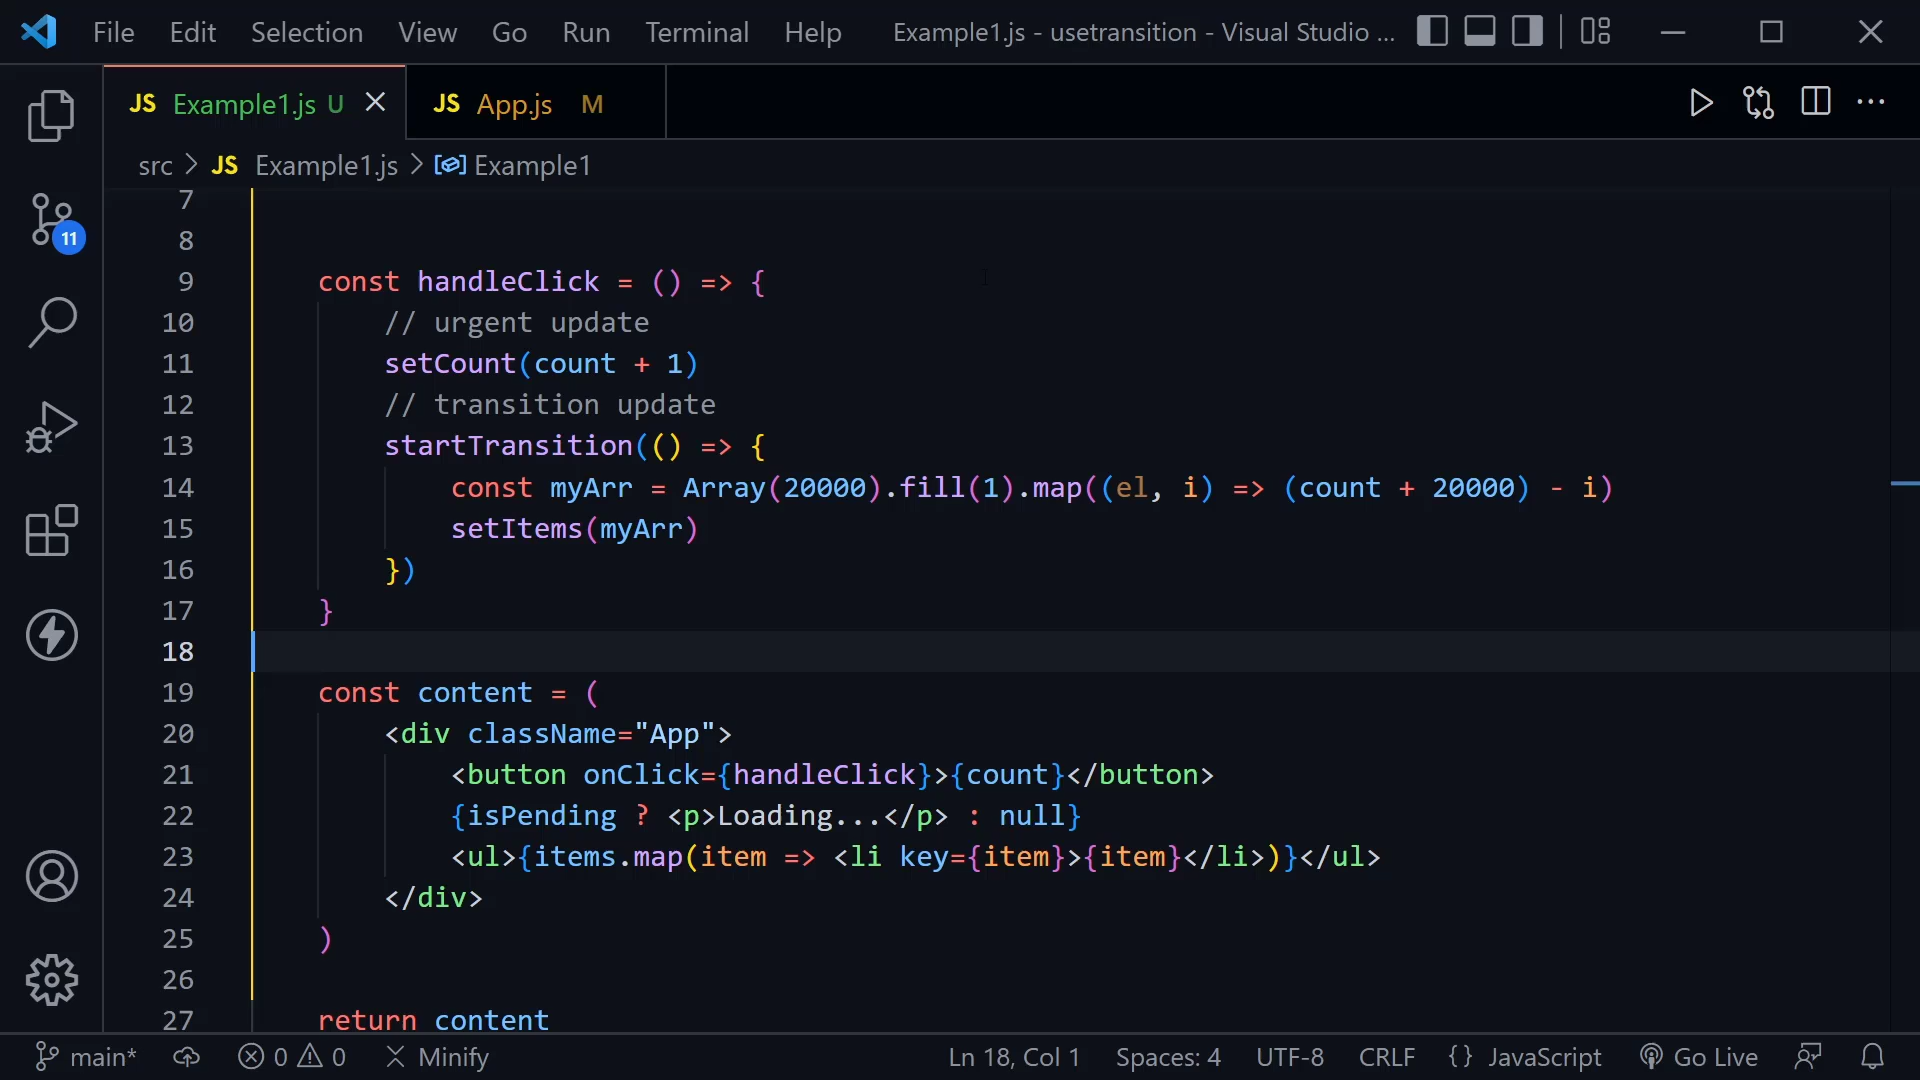 File Edit Selection View Go Run Terminal Help Example1.js - usetransition - Visual Studio ...
JS Example1.js U JS App.js M
src > JS Example1.js > Example1
7
8
9 const handleClick = () => {
10 // urgent update
11 setCount(count + 1)
12 // transition update
13 startTransition(() => {
14 const myArr = Array(20000).fill(1).map((el, i) => (count + 20000) - i)
15 setItems(myArr)
16 })
17 }
18
19 const content = (
20 <div className="App">
21 <button onClick={handleClick}>{count}</button>
22 {isPending ? <p>Loading...</p> : null}
23 <ul>{items.map(item => <li key={item}>{item}</li>)}</ul>
24 </div>
25 )
26
27 return content
11
main* 0 0 Minify Ln 18, Col 1 Spaces: 4 UTF-8 CRLF {} JavaScript Go Live